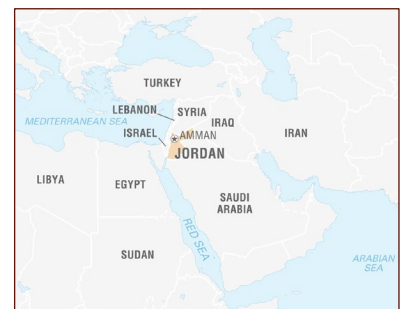 TURKEY
LEBANON
SYRIA
MEDITERRANEAN SEA
IRAQ
ISRAEL
AMMAN
IRAN
JORDAN
LIBYA
EGYPT
SAUDI
ARABIA
RED SEA
SUDAN
ARABIAN
SEA